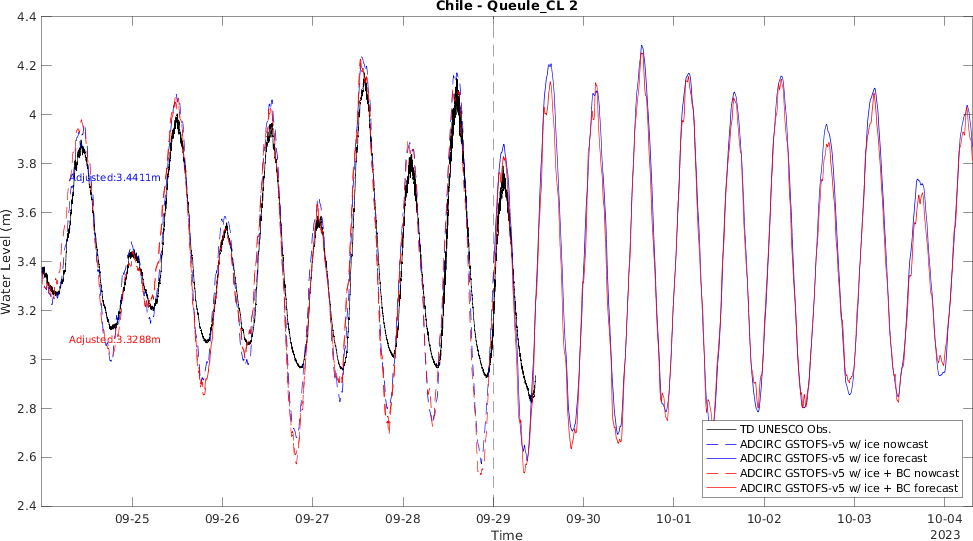 Chile - Queule_CL 2
4.4
4.2
4
3.8
3.6
3.4
3.2
3
2.8
2.6
2.4
Water Level (m)
Adjusted:3.4411m
Adjusted:3.3288m
TD UNESCO Obs.
ADCIRC GSTOFS-v5 w/ ice nowcast
ADCIRC GSTOFS-v5 w/ ice forecast
ADCIRC GSTOFS-v5 w/ ice + BC nowcast
ADCIRC GSTOFS-v5 w/ ice + BC forecast
09-25 09-26 09-27 09-28 09-29 09-30 10-01 10-02 10-03 10-04
2023
Time